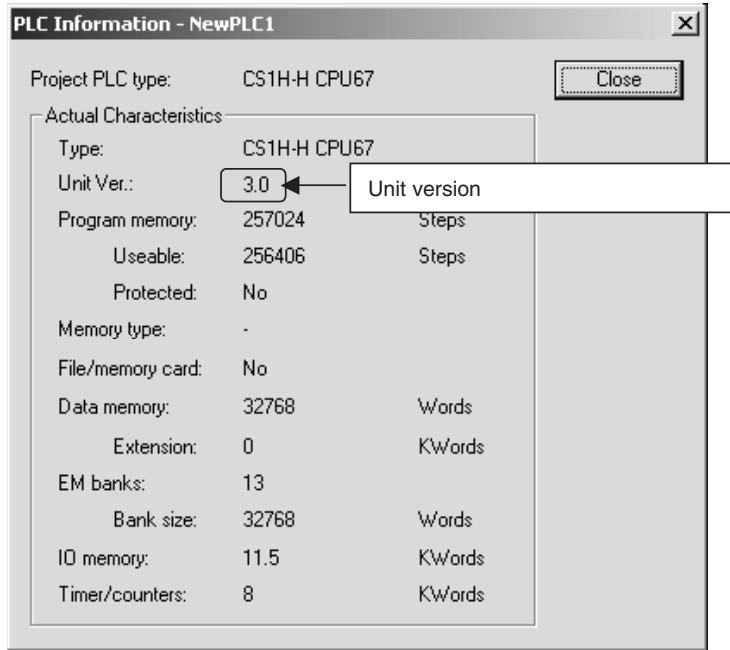 PLC Information - NewPLC1
Project PLC type: CS1H-H CPU67 Close
Actual Characteristics
Type: CS1H-H CPU67
Unit Ver.: 3.0 Unit version
Program memory: 257024 Steps
Useable: 256406 Steps
Protected: No
Memory type: -
File/memory card: No
Data memory: 32768 Words
Extension: 0 KWords
EM banks: 13
Bank size: 32768 Words
IO memory: 11.5 KWords
Timer/counters: 8 KWords